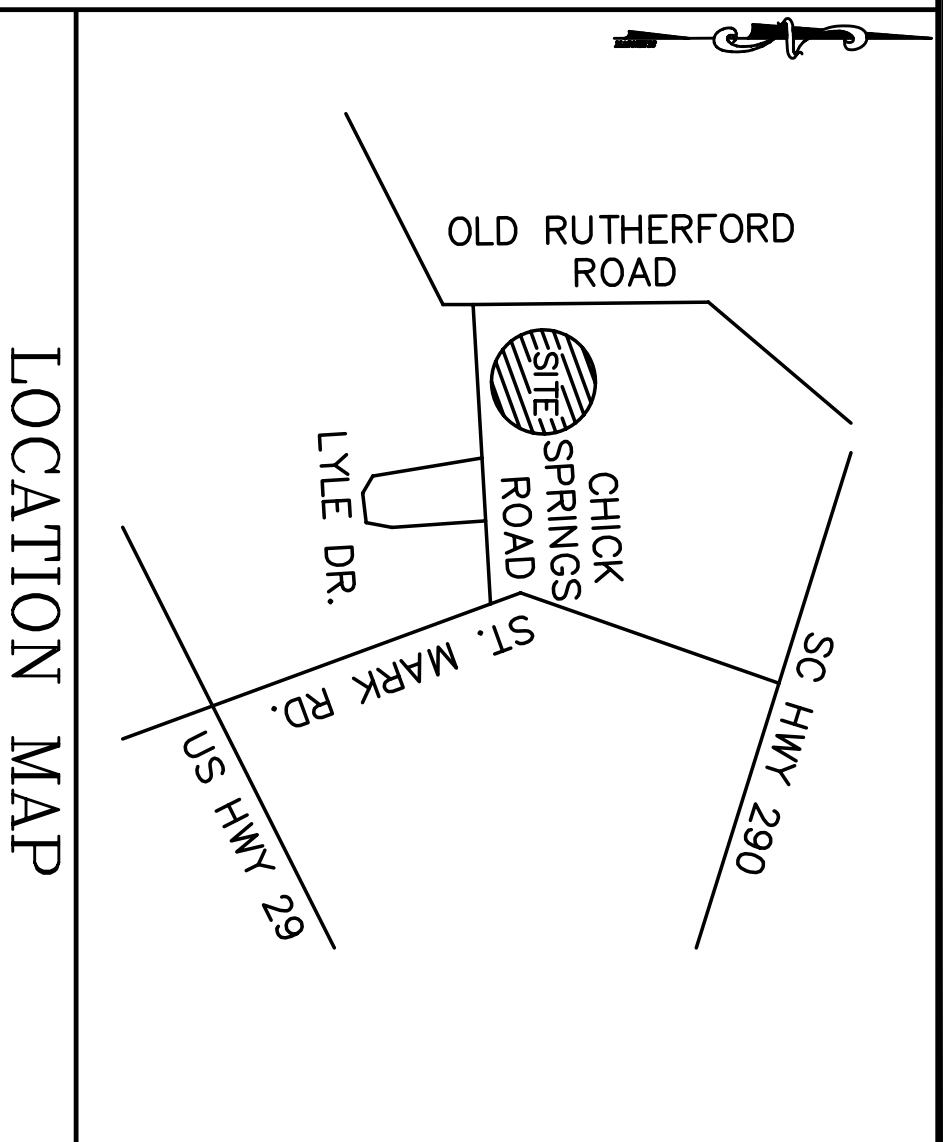 OLD RUTHERFORD
ROAD
SITE
CHICK
SPRINGS
ROAD
LYLE DR.
ST. MARK RD.
SC HWY 290
US HWY 29
LOCATION MAP